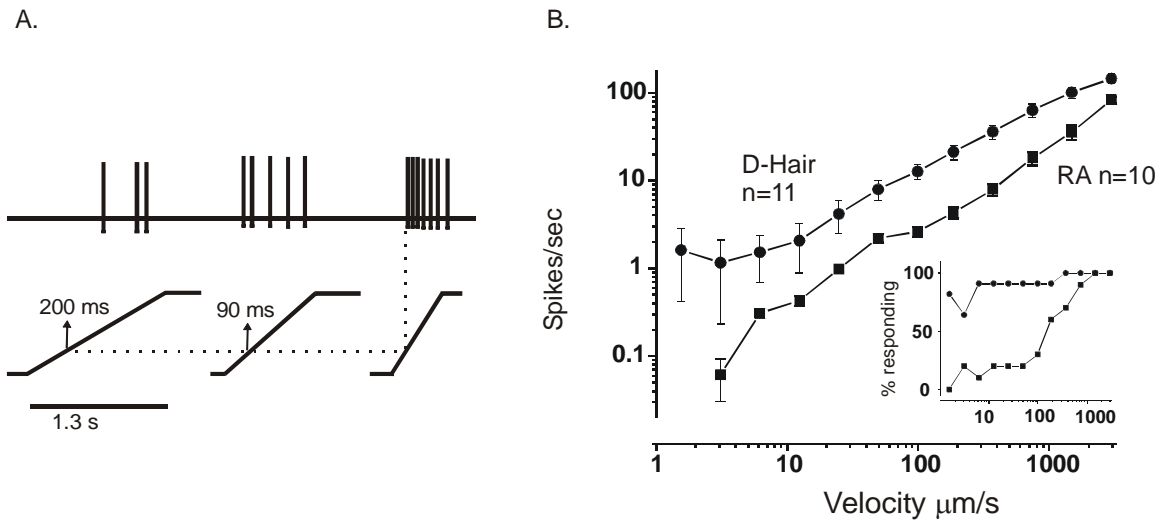 A.
200 ms
90 ms
1.3 s
B.
Spikes/sec
100
10
1
0.1
D-Hair
n=11
RA n=10
% responding
100
50
0
10
100
1000
1
10
100
1000
Velocity μm/s